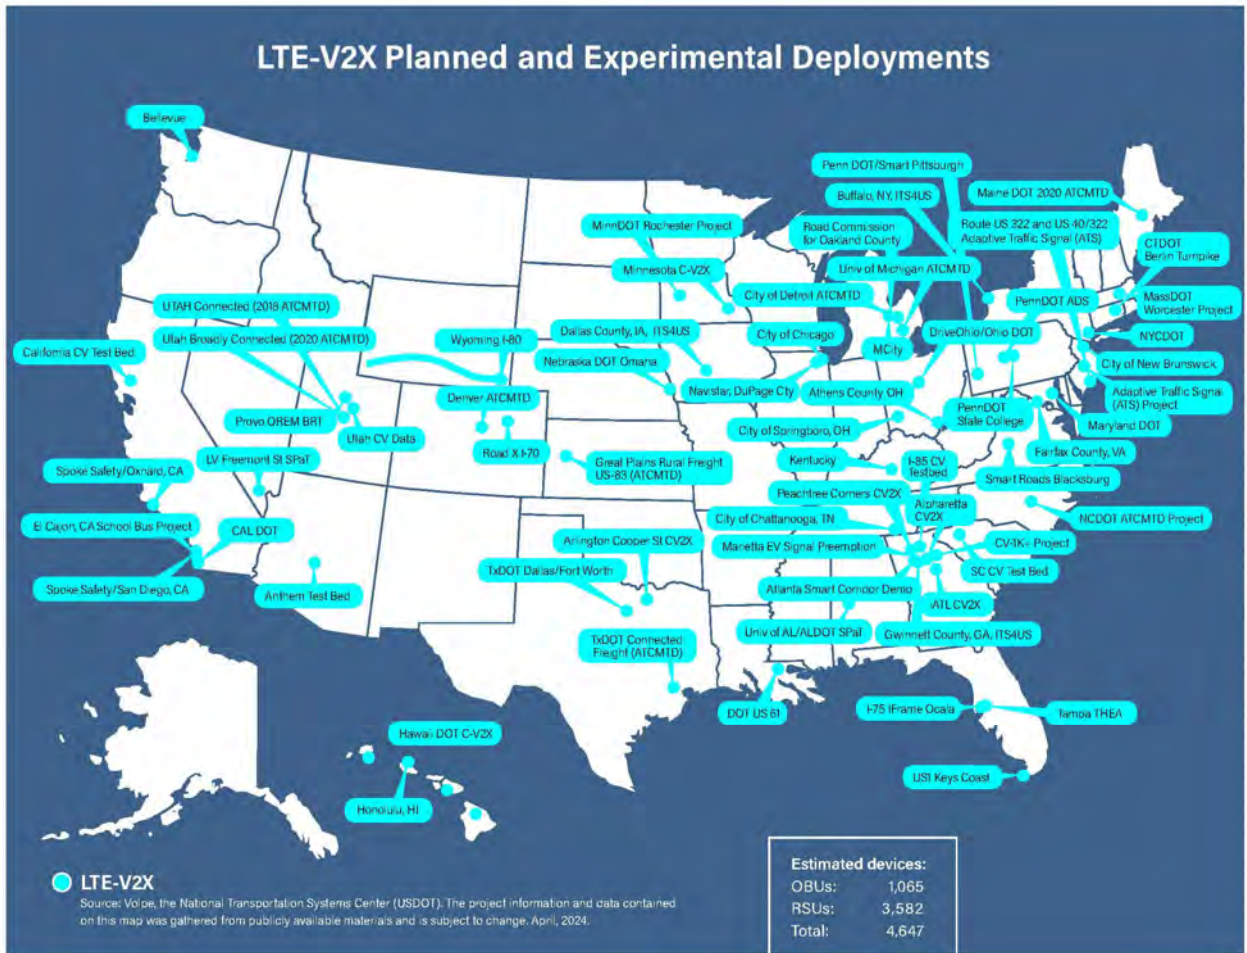 LTE-V2X Planned and Experimental Deployments
Bellevue
Penn DOT/Smart Pittsburgh
Buffalo, NY, ITS4US
Maine DOT 2020 ATCMTD
MinnDOT Rochester Project
Road Commission
for Oakland County
Route US 322 and US 40/322
Adaptive Traffic Signal (ATS)
CTDOT
Berlin Turnpike
Minnesota C-V2X
Univ of Michigan ATCMTD
UTAH Connected (2018 ATCMTD)
City of Detroit ATCMTD
PennDOT ADS
MassDOT
Worcester Project
Utah Broadly Connected (2020 ATCMTD)
Wyoming I-80
Dallas County, IA, ITS4US
City of Chicago
DriveOhio/Ohio DOT
NYCDOT
California CV Test Bed
Nebraska DOT Omaha
MCity
City of New Brunswick
Denver ATCMTD
Navistar, DuPage Cty
Athens County OH
Adaptive Traffic Signal
(ATS) Project
Provo OREM BRT
Utah CV Data
PennDOT
State College
Maryland DOT
City of Springboro, OH
Road X I-70
LV Freemont St SPaT
Great Plains Rural Freight
US-83 (ATCMTD)
Kentucky
I-85 CV
Testbed
Fairfax County, VA
Spoke Safety/Oxnard, CA
Smart Roads Blacksburg
Peachtree Corners CV2X
Alpharetta
CV2X
El Cajon, CA School Bus Project
CAL DOT
City of Chattanooga, TN
NCDOT ATCMTD Project
Arlington Cooper St CV2X
Marietta EV Signal Preemption
CV-1K+ Project
TxDOT Dallas/Fort Worth
SC CV Test Bed
Spoke Safety/San Diego, CA
Anthem Test Bed
Atlanta Smart Corridor Demo
ATL CV2X
TxDOT Connected
Freight (ATCMTD)
Univ of AL/ALDOT SPaT
Gwinnett County, GA, ITS4US
DOT US 61
I-75 iFrame Ocala
Tampa THEA
Hawaii DOT C-V2X
US1 Keys Coast
Honolulu, HI
LTE-V2X
Source: Volpe, the National Transportation Systems Center (USDOT). The project information and data contained
on this map was gathered from publicly available materials and is subject to change. April, 2024.
Estimated devices:
OBUs: 1,065
RSUs: 3,582
Total: 4,647